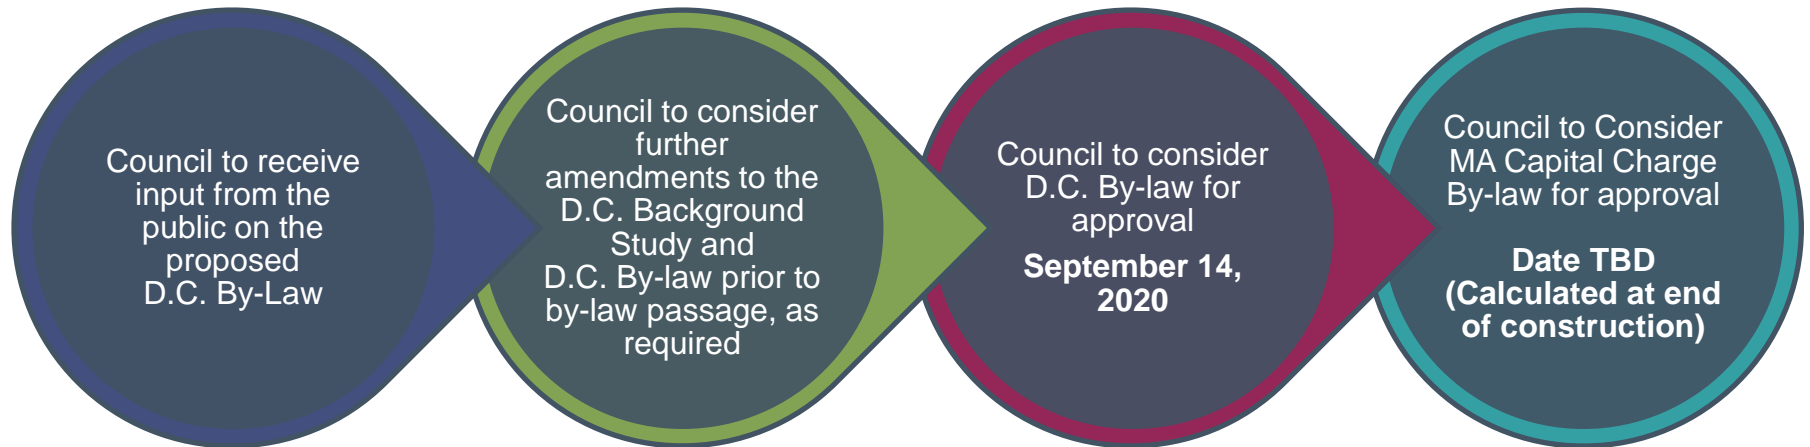 Council to receive
input from the
public on the
proposed
D.C. By-Law
Council to consider
further
amendments to the
D.C. Background
Study and
D.C. By-law prior to
by-law passage, as
required
Council to consider
D.C. By-law for
approval
September 14,
2020
Council to Consider
MA Capital Charge
By-law for approval
Date TBD
(Calculated at end
of construction)